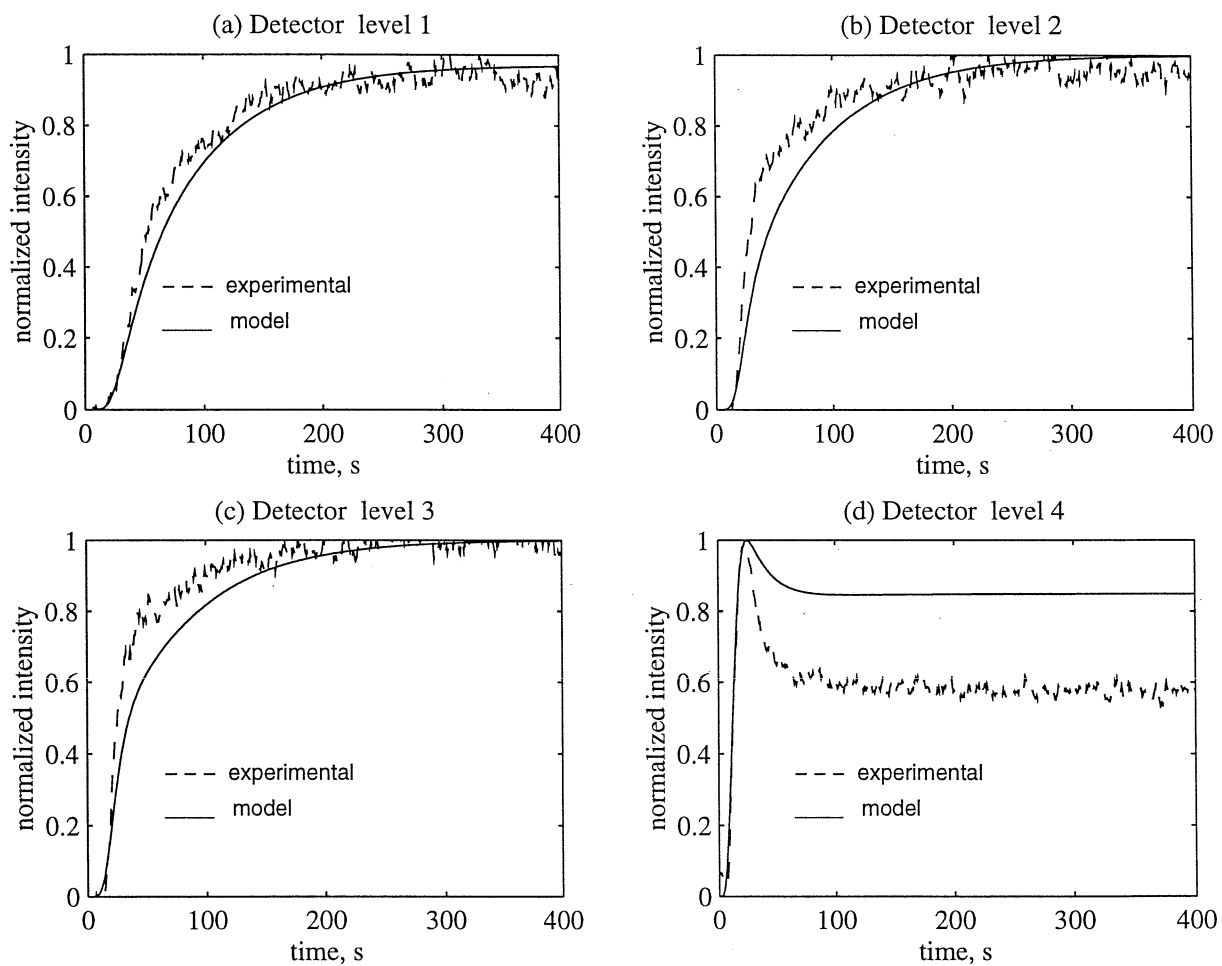 (a) Detector level 1
1
0.8
0.6
0.4
0.2
0
normalized intensity
experimental
model
0 100 200 300 400
time, s
(b) Detector level 2
1
0.8
0.6
0.4
0.2
0
normalized intensity
experimental
model
0 100 200 300 400
time, s
(c) Detector level 3
1
0.8
0.6
0.4
0.2
0
normalized intensity
experimental
model
0 100 200 300 400
time, s
(d) Detector level 4
1
0.8
0.6
0.4
0.2
0
normalized intensity
experimental
model
0 100 200 300 400
time, s